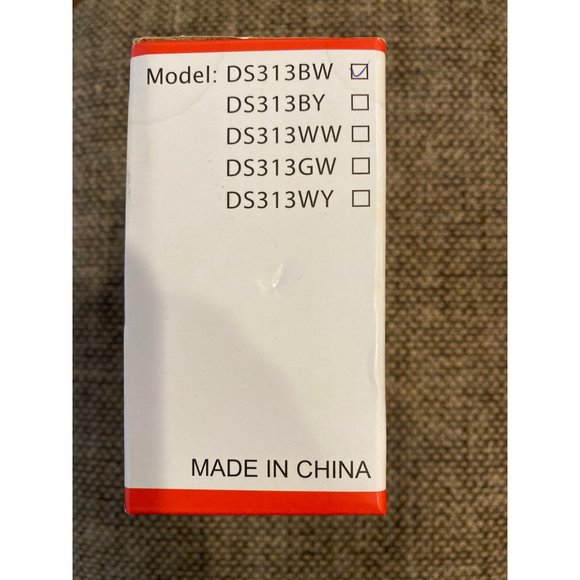 Model: DS313BW ☑
DS313BY ☐
DS313WW ☐
DS313GW ☐
DS313WY ☐
MADE IN CHINA